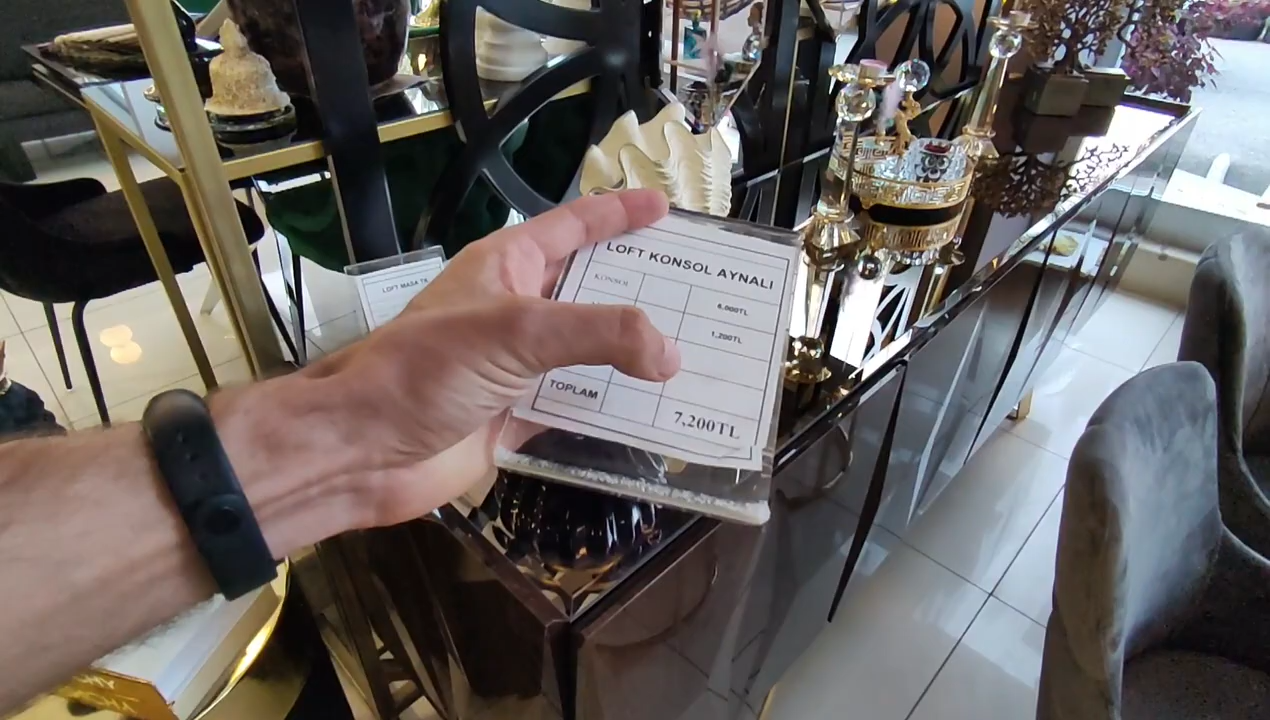 LOFT KONSOL AYNALI
KONSOL
6,000TL
1,200TL
TOPLAM
7,200TL
LOFT MASA TK